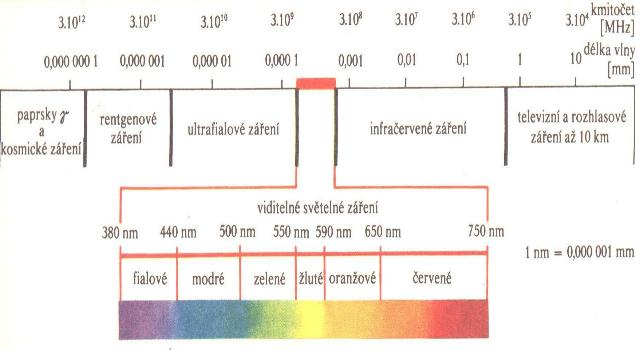 3.10¹² 3.10¹¹ 3.10¹⁰ 3.10⁹ 3.10⁸ 3.10⁷ 3.10⁶ 3.10⁵ 3.10⁴ kmitočet [MHz]
0,000 000 1 0,000 001 0,000 01 0,000 1 0,001 0,01 0,1 1 10 délka vlny [mm]
paprsky γ
a
kosmické záření
rentgenové
záření
ultrafialové záření
infračervené záření
televizní a rozhlasové
záření až 10 km
viditelné světelné záření
380 nm 440 nm 500 nm 550 nm 590 nm 650 nm 750 nm
1 nm = 0,000 001 mm
fialové modré zelené žluté oranžové červené